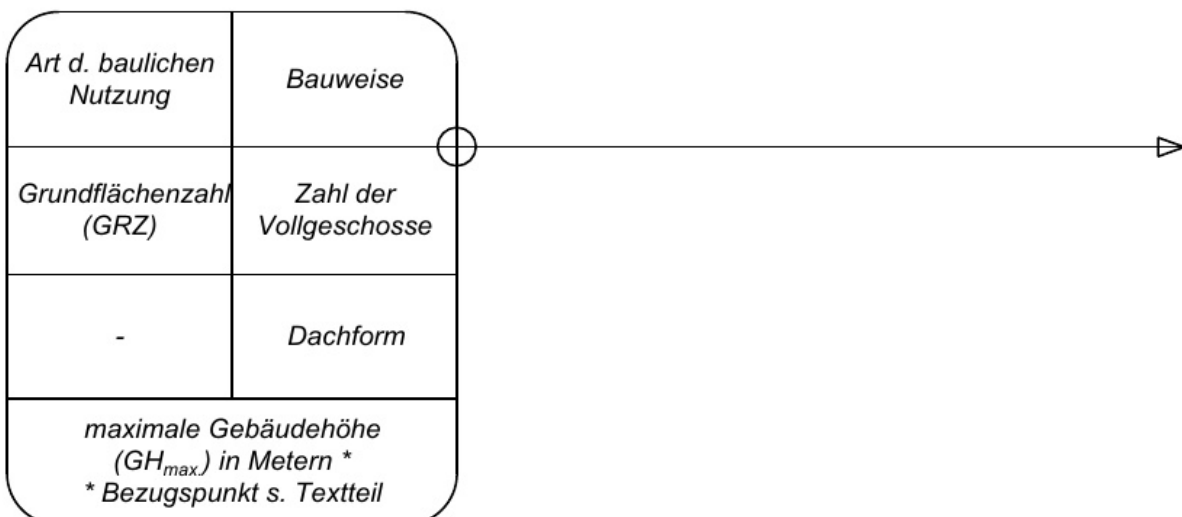 Art d. baulichen
Nutzung
Bauweise
Grundflächenzahl
(GRZ)
Zahl der
Vollgeschosse
-
Dachform
maximale Gebäudehöhe
(GHmax.) in Metern *
* Bezugspunkt s. Textteil